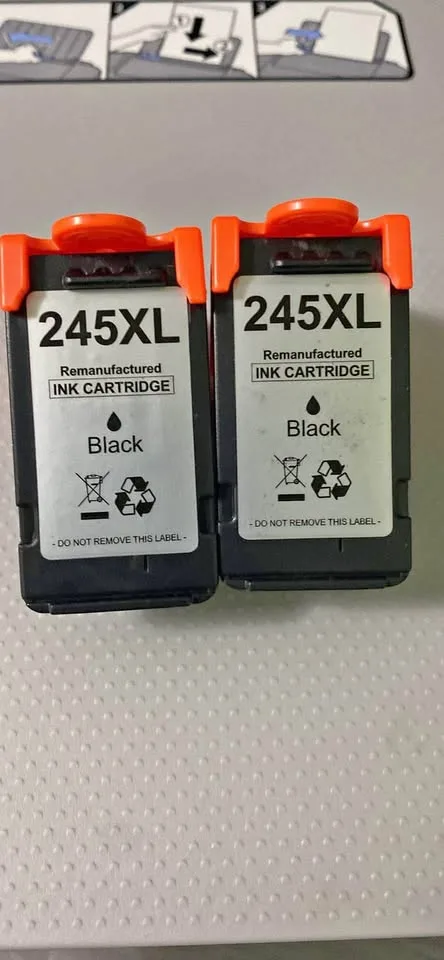 245XL
Remanufactured
INK CARTRIDGE
Black
- DO NOT REMOVE THIS LABEL -
245XL
Remanufactured
INK CARTRIDGE
Black
- DO NOT REMOVE THIS LABEL -